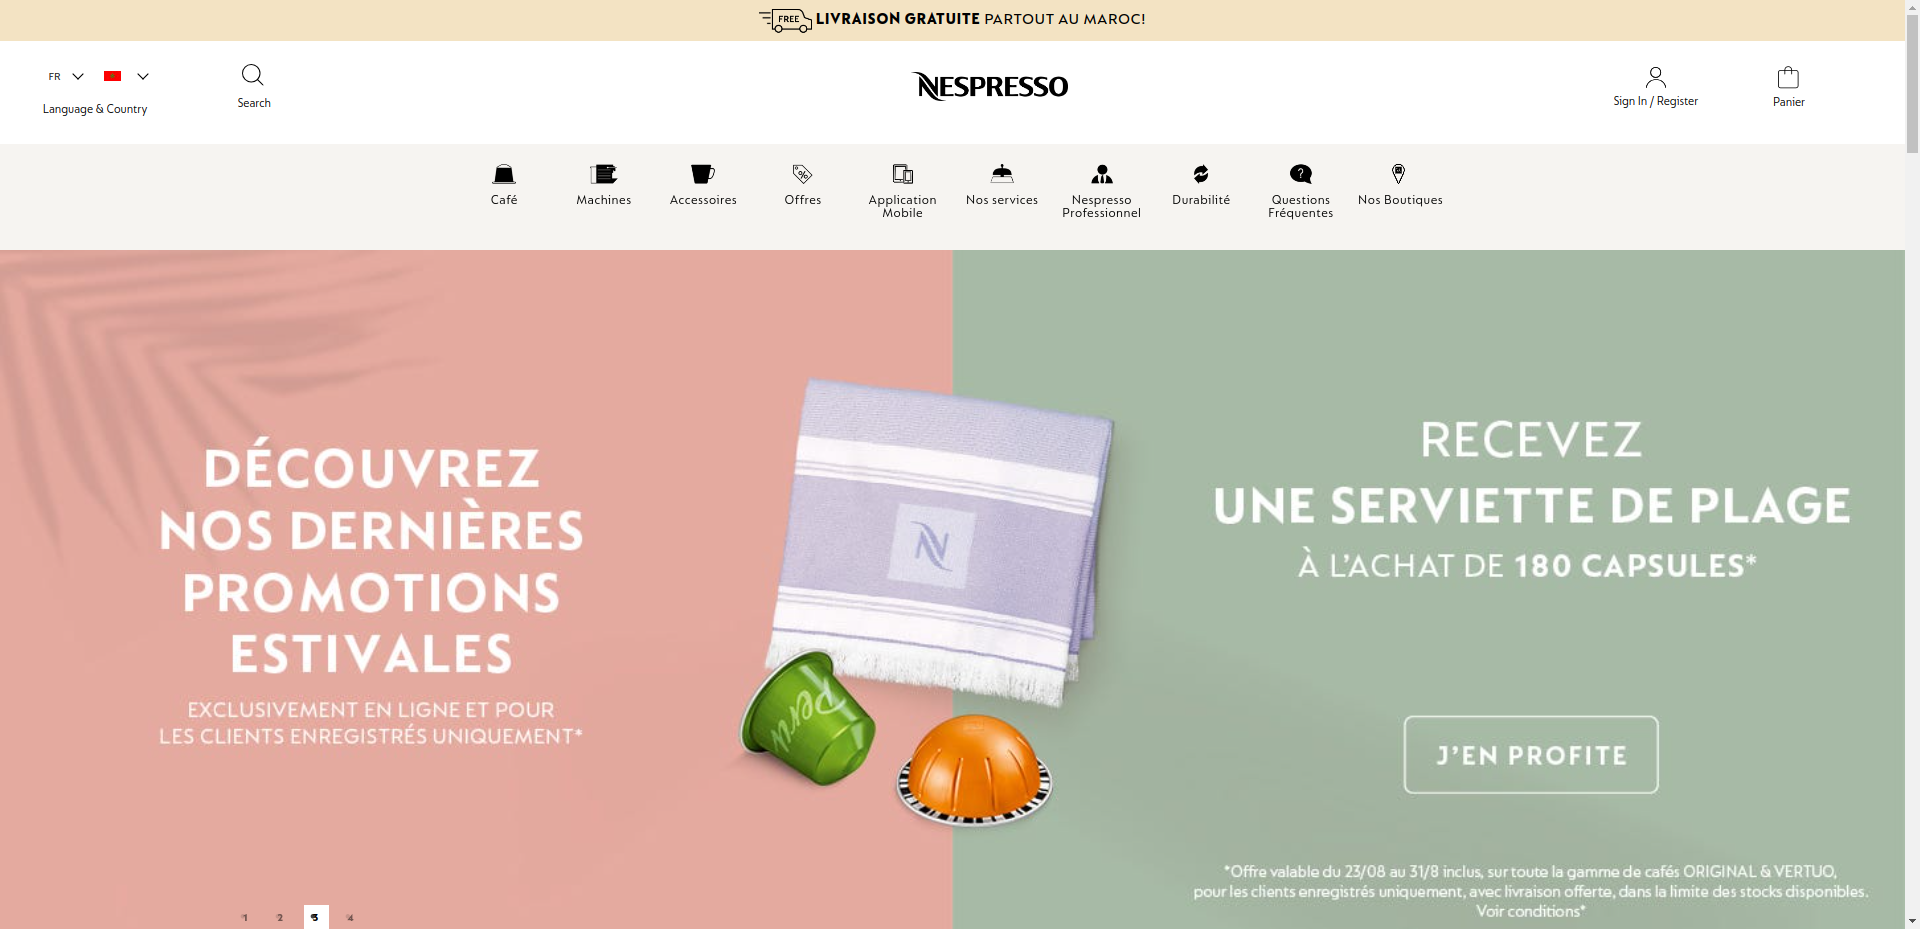 FREE LIVRAISON GRATUITE PARTOUT AU MAROC!
FR
Language & Country
Search
NESPRESSO
Sign In / Register
Panier
Café
Machines
Accessoires
Offres
Application
Mobile
Nos services
Nespresso
Professionnel
Durabilité
Questions
Fréquentes
Nos Boutiques
DÉCOUVREZ
NOS DERNIÈRES
PROMOTIONS
ESTIVALES
EXCLUSIVEMENT EN LIGNE ET POUR
LES CLIENTS ENREGISTRÉS UNIQUEMENT*
N
Peru
RECEVEZ
UNE SERVIETTE DE PLAGE
À L'ACHAT DE 180 CAPSULES*
J'EN PROFITE
*Offre valable du 23/08 au 31/8 inclus, sur toute la gamme de cafés ORIGINAL & VERTUO,
pour les clients enregistrés uniquement, avec livraison offerte, dans la limite des stocks disponibles.
Voir conditions*
1 2 3 4